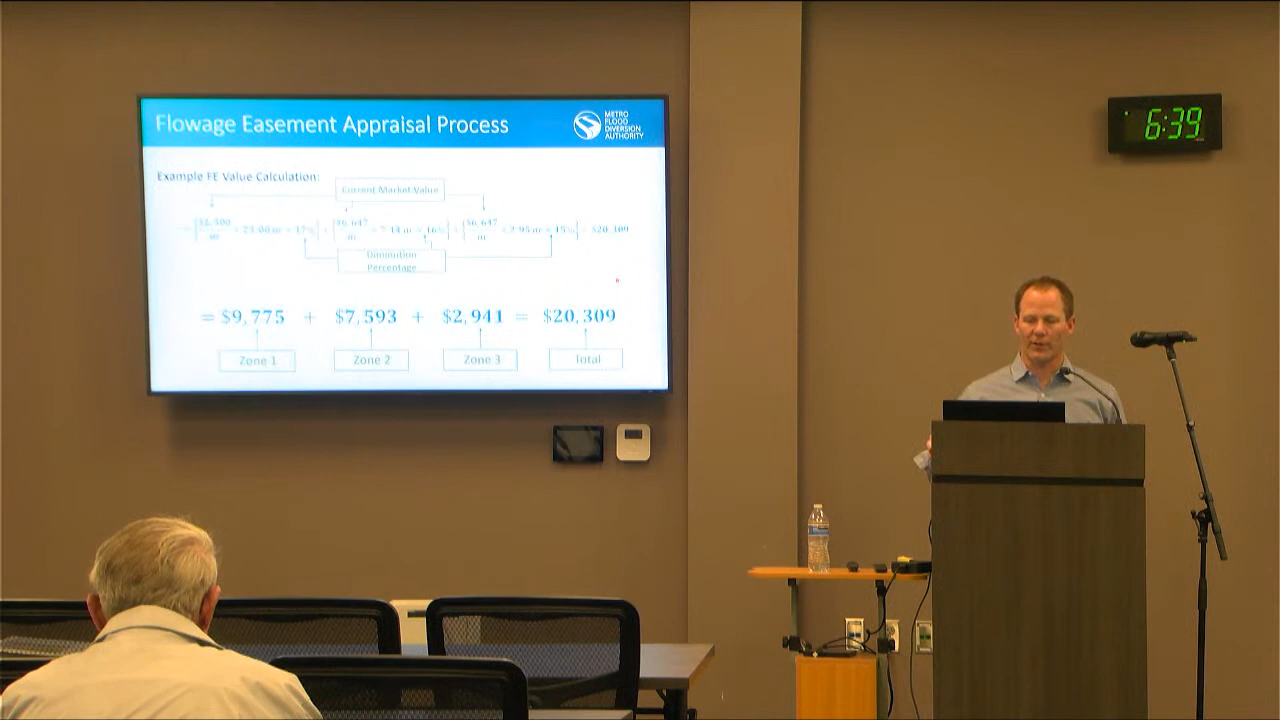 Flowage Easement Appraisal Process
METRO
FLOOD
DIVERSION
AUTHORITY
Example FE Value Calculation:
Current Market Value
Diminution
Percentage
= $9,775 + $7,593 + $2,941 = $20,309
Zone 1 Zone 2 Zone 3 Total
6:39